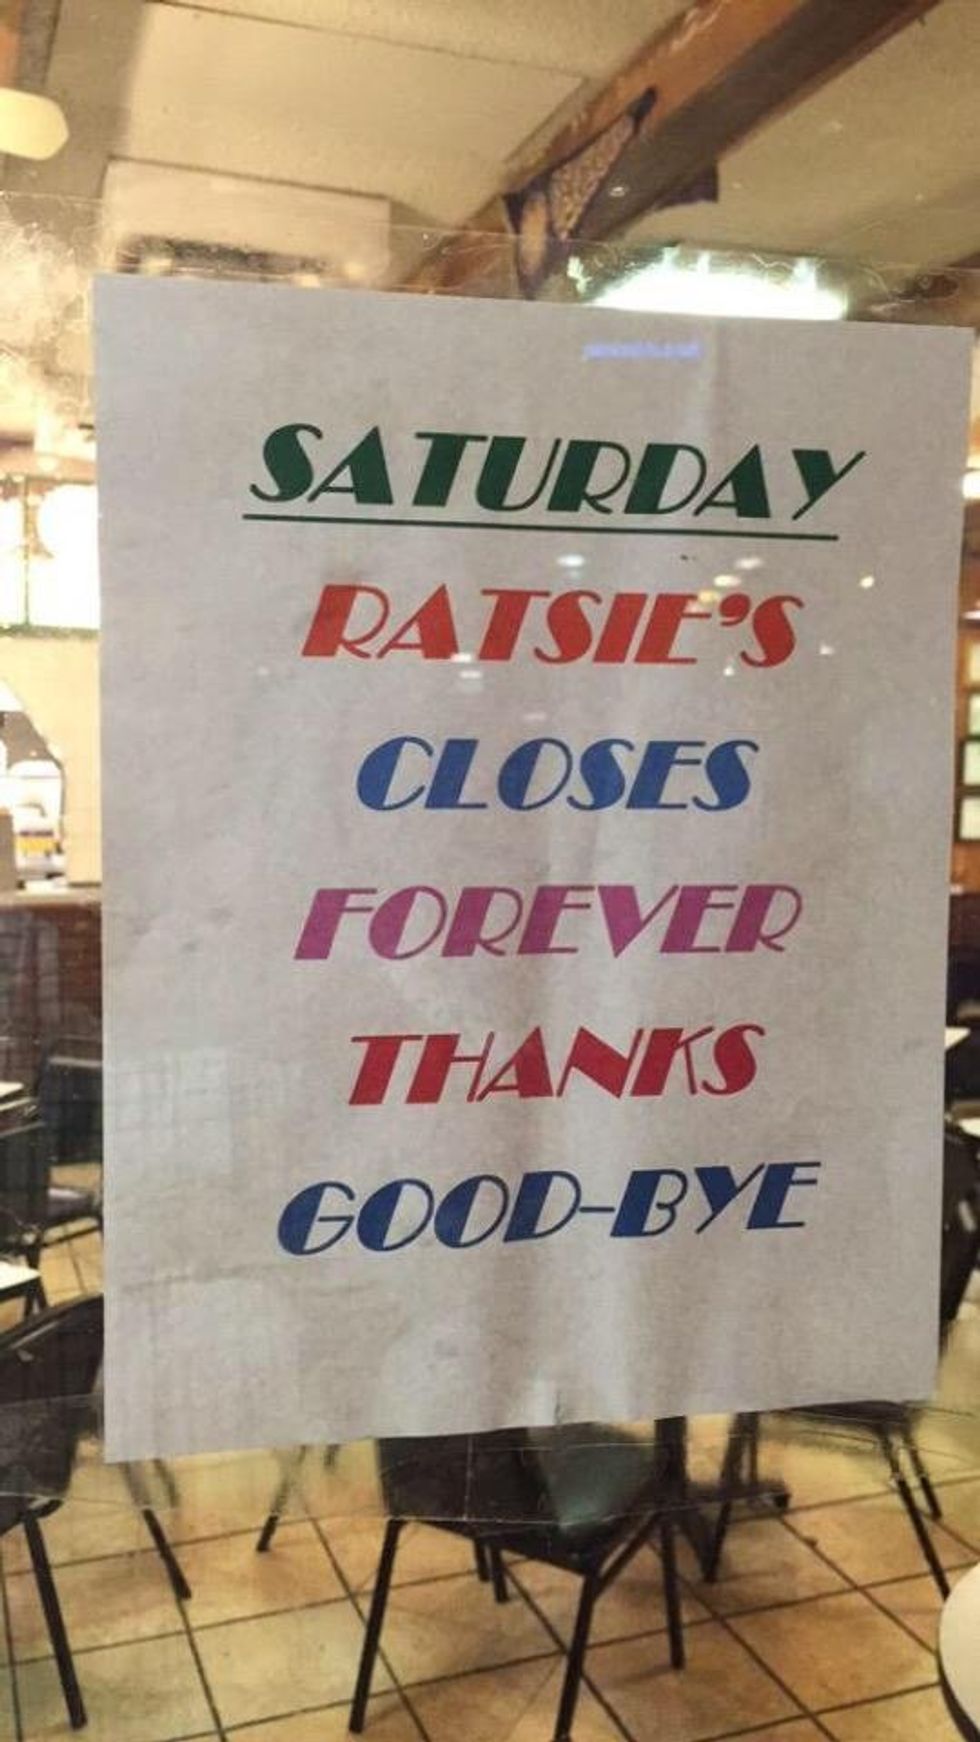 SATURDAY
RATSIE'S
CLOSES
FOREVER
THANKS
GOOD-BYE